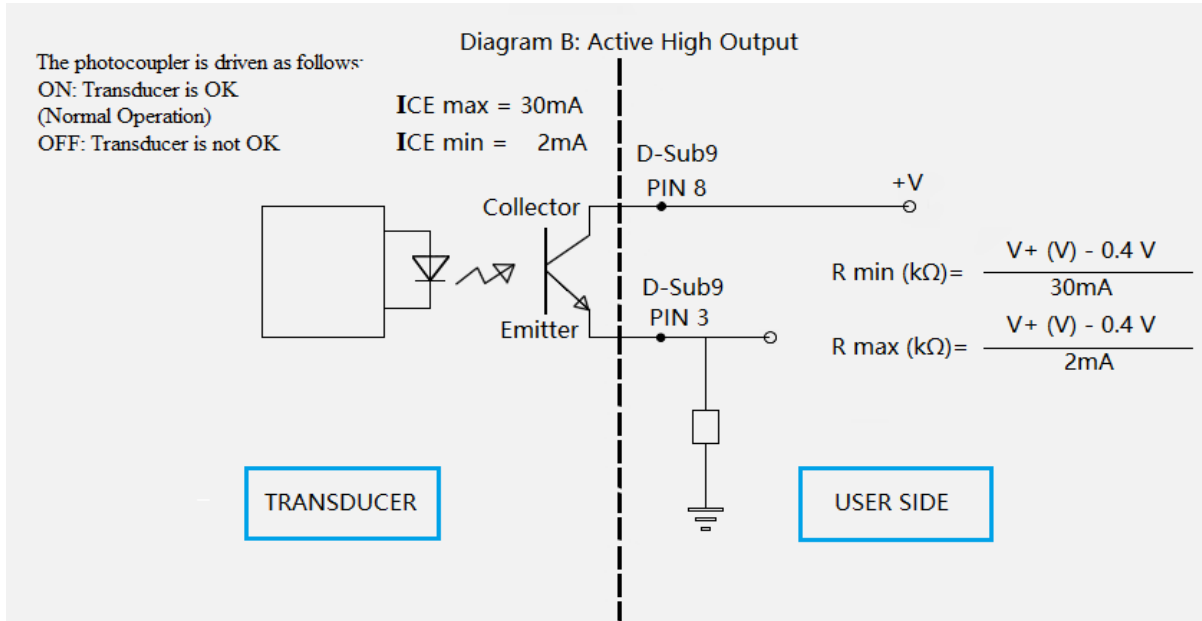 Diagram B: Active High Output
The photocoupler is driven as follows:
ON: Transducer is OK
(Normal Operation)
OFF: Transducer is not OK
ICE max = 30mA
ICE min = 2mA
D-Sub9
PIN 8
+V
Collector
D-Sub9
PIN 3
Emitter
R min (kΩ)= V+ (V) - 0.4 V
30mA
R max (kΩ)= V+ (V) - 0.4 V
2mA
TRANSDUCER
USER SIDE